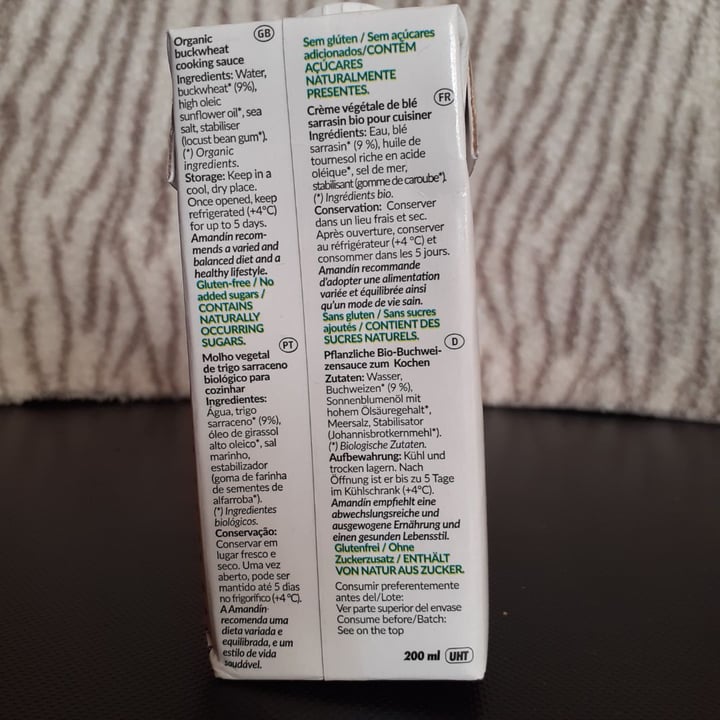 GB
Organic
buckwheat
cooking sauce
Ingredients: Water,
buckwheat* (9%),
high oleic
sunflower oil*, sea
salt, stabiliser
(locust bean gum*).
(*) Organic
ingredients.
Storage: Keep in a
cool, dry place.
Once opened, keep
refrigerated (+4°C)
for up to 5 days.
Amandín recom-
mends a varied and
balanced diet and a
healthy lifestyle.
Gluten-free / No
added sugars /
CONTAINS
NATURALLY
OCCURRING
SUGARS.
PT
Molho vegetal
de trigo sarraceno
biológico para
cozinhar
Ingredientes:
Água, trigo
sarraceno* (9%),
óleo de girassol
alto oleico*, sal
marinho,
estabilizador
(goma de farinha
de sementes de
alfarroba*).
(*) Ingredientes
biológicos.
Conservação:
Conservar em
lugar fresco e
seco. Uma vez
aberto, pode ser
mantido até 5 dias
no frigorífico (+4°C).
A Amandín
recomenda uma
dieta variada e
equilibrada, e um
estilo de vida
saudável.
Sem glúten / Sem açúcares
adicionados/CONTÉM
AÇÚCARES
NATURALMENTE
PRESENTES.
FR
Crème végétale de blé
sarrasin bio pour cuisiner
Ingrédients: Eau, blé
sarrasin* (9 %), huile de
tournesol riche en acide
oléique*, sel de mer,
stabilisant (gomme de caroube*).
(*) Ingrédients bio.
Conservation: Conserver
dans un lieu frais et sec.
Après ouverture, conserver
au réfrigérateur (+4 °C) et
consommer dans les 5 jours.
Amandín recommande
d'adopter une alimentation
variée et équilibrée ainsi
qu'un mode de vie sain.
Sans gluten / Sans sucres
ajoutés / CONTIENT DES
SUCRES NATURELS.
D
Pflanzliche Bio-Buchwei-
zensauce zum Kochen
Zutaten: Wasser,
Buchweizen* (9 %),
Sonnenblumenöl mit
hohem Ölsäuregehalt*,
Meersalz, Stabilisator
(Johannisbrotkernmehl*).
(*) Biologische Zutaten.
Aufbewahrung: Kühl und
trocken lagern. Nach
Öffnung ist er bis zu 5 Tage
im Kühlschrank (+4°C).
Amandín empfiehlt eine
abwechslungsreiche und
ausgewogene Ernährung und
einen gesunden Lebensstil.
Glutenfrei / Ohne
Zuckerzusatz / ENTHÄLT
VON NATUR AUS ZUCKER.
Consumir preferentemente
antes del/Lote:
Ver parte superior del envase
Consume before/Batch:
See on the top
200 ml UHT